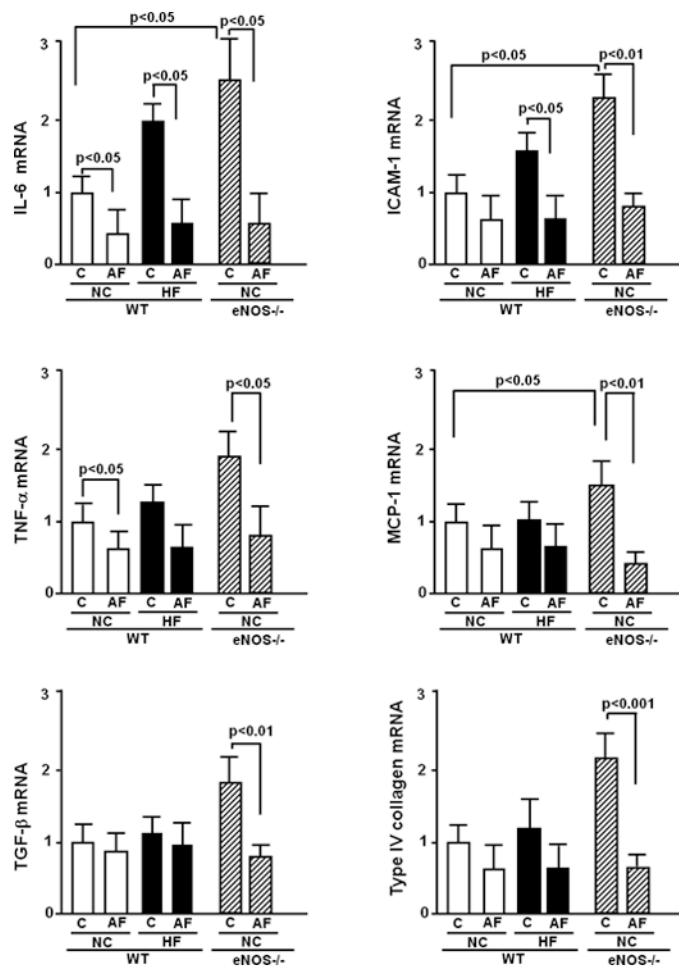 p<0.05
p<0.05
p<0.05
p<0.05
IL-6 mRNA
3
2
1
0
C AF C AF C AF
NC HF NC
WT eNOS-/-
p<0.05
p<0.01
p<0.05
ICAM-1 mRNA
3
2
1
0
C AF C AF C AF
NC HF NC
WT eNOS-/-
p<0.05
p<0.05
TNF-α mRNA
3
2
1
0
C AF C AF C AF
NC HF NC
WT eNOS-/-
p<0.05
p<0.01
MCP-1 mRNA
3
2
1
0
C AF C AF C AF
NC HF NC
WT eNOS-/-
p<0.01
TGF-β mRNA
3
2
1
0
C AF C AF C AF
NC HF NC
WT eNOS-/-
p<0.001
Type IV collagen mRNA
3
2
1
0
C AF C AF C AF
NC HF NC
WT eNOS-/-